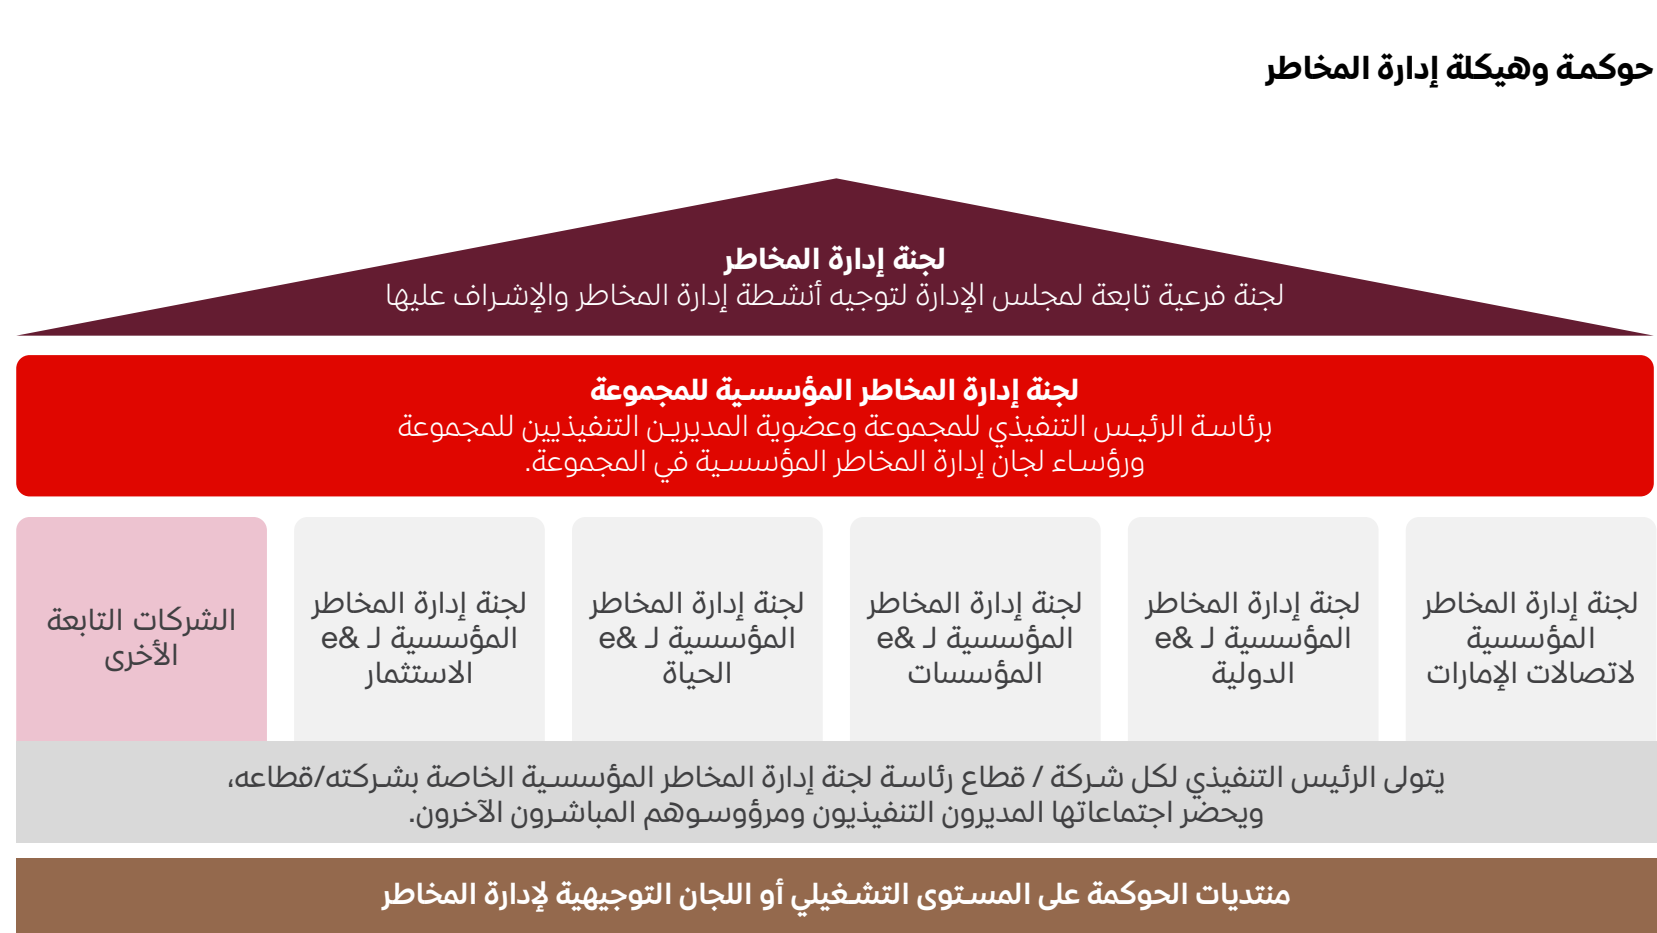 حوكمة وهيكلة إدارة المخاطر
لجنة إدارة المخاطر
لجنة فرعية تابعة لمجلس الإدارة لتوجيه أنشطة إدارة المخاطر والإشراف عليها
لجنة إدارة المخاطر المؤسسية للمجموعة
برئاسة الرئيس التنفيذي للمجموعة وعضوية المديرين التنفيذيين للمجموعة
ورؤساء لجان إدارة المخاطر المؤسسية في المجموعة.
لجنة إدارة المخاطر
المؤسسية
لاتصالات الإمارات
لجنة إدارة المخاطر
المؤسسية لـ &e
الدولية
لجنة إدارة المخاطر
المؤسسية لـ &e
المؤسسات
لجنة إدارة المخاطر
المؤسسية لـ &e
الحياة
لجنة إدارة المخاطر
المؤسسية لـ &e
الاستثمار
الشركات التابعة
الأخرى
يتولى الرئيس التنفيذي لكل شركة / قطاع رئاسة لجنة إدارة المخاطر المؤسسية الخاصة بشركته/قطاعه،
ويحضر اجتماعاتها المديرون التنفيذيون ومرؤوسوهم المباشرون الآخرون.
منتديات الحوكمة على المستوى التشغيلي أو اللجان التوجيهية لإدارة المخاطر